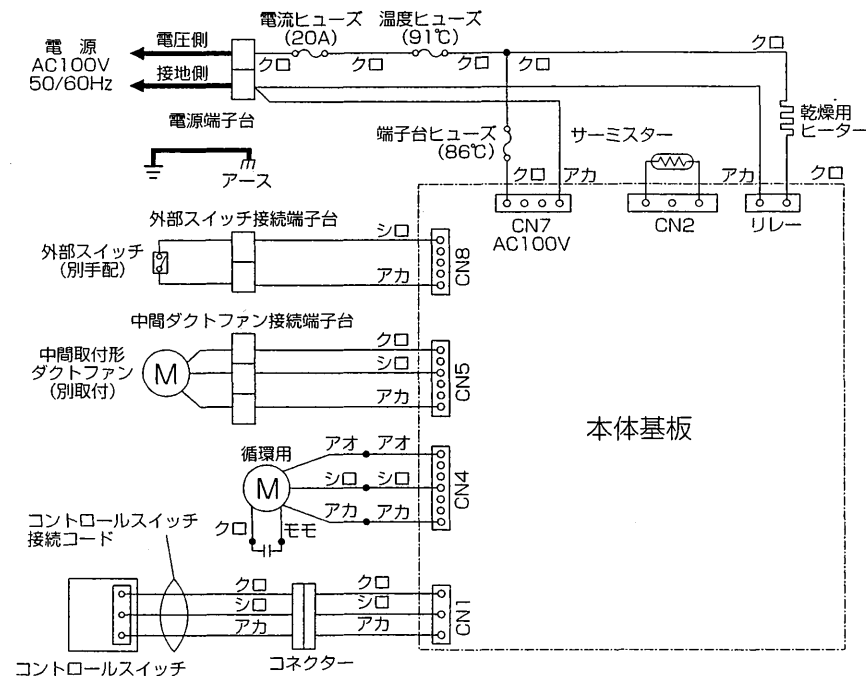 電流ヒューズ
(20A)
温度ヒューズ
(91℃)
電 源
AC100V
50/60Hz
電圧側
接地側
クロ
クロ
クロ
クロ
クロ
電源端子台
アース
端子台ヒューズ
(86℃)
サーミスター
乾燥用
ヒーター
クロ
アカ
アカ
クロ
CN7
AC100V
CN2
リレー
外部スイッチ接続端子台
外部スイッチ
(別手配)
シロ
アカ
CN8
中間ダクトファン接続端子台
中間取付形
ダクトファン
(別取付)
M
クロ
シロ
アカ
CN5
本体基板
循環用
M
アオ
アオ
シロ
シロ
アカ
アカ
クロ
モモ
CN4
コントロールスイッチ
接続コード
クロ
クロ
シロ
シロ
アカ
アカ
CN1
コントロールスイッチ
コネクター